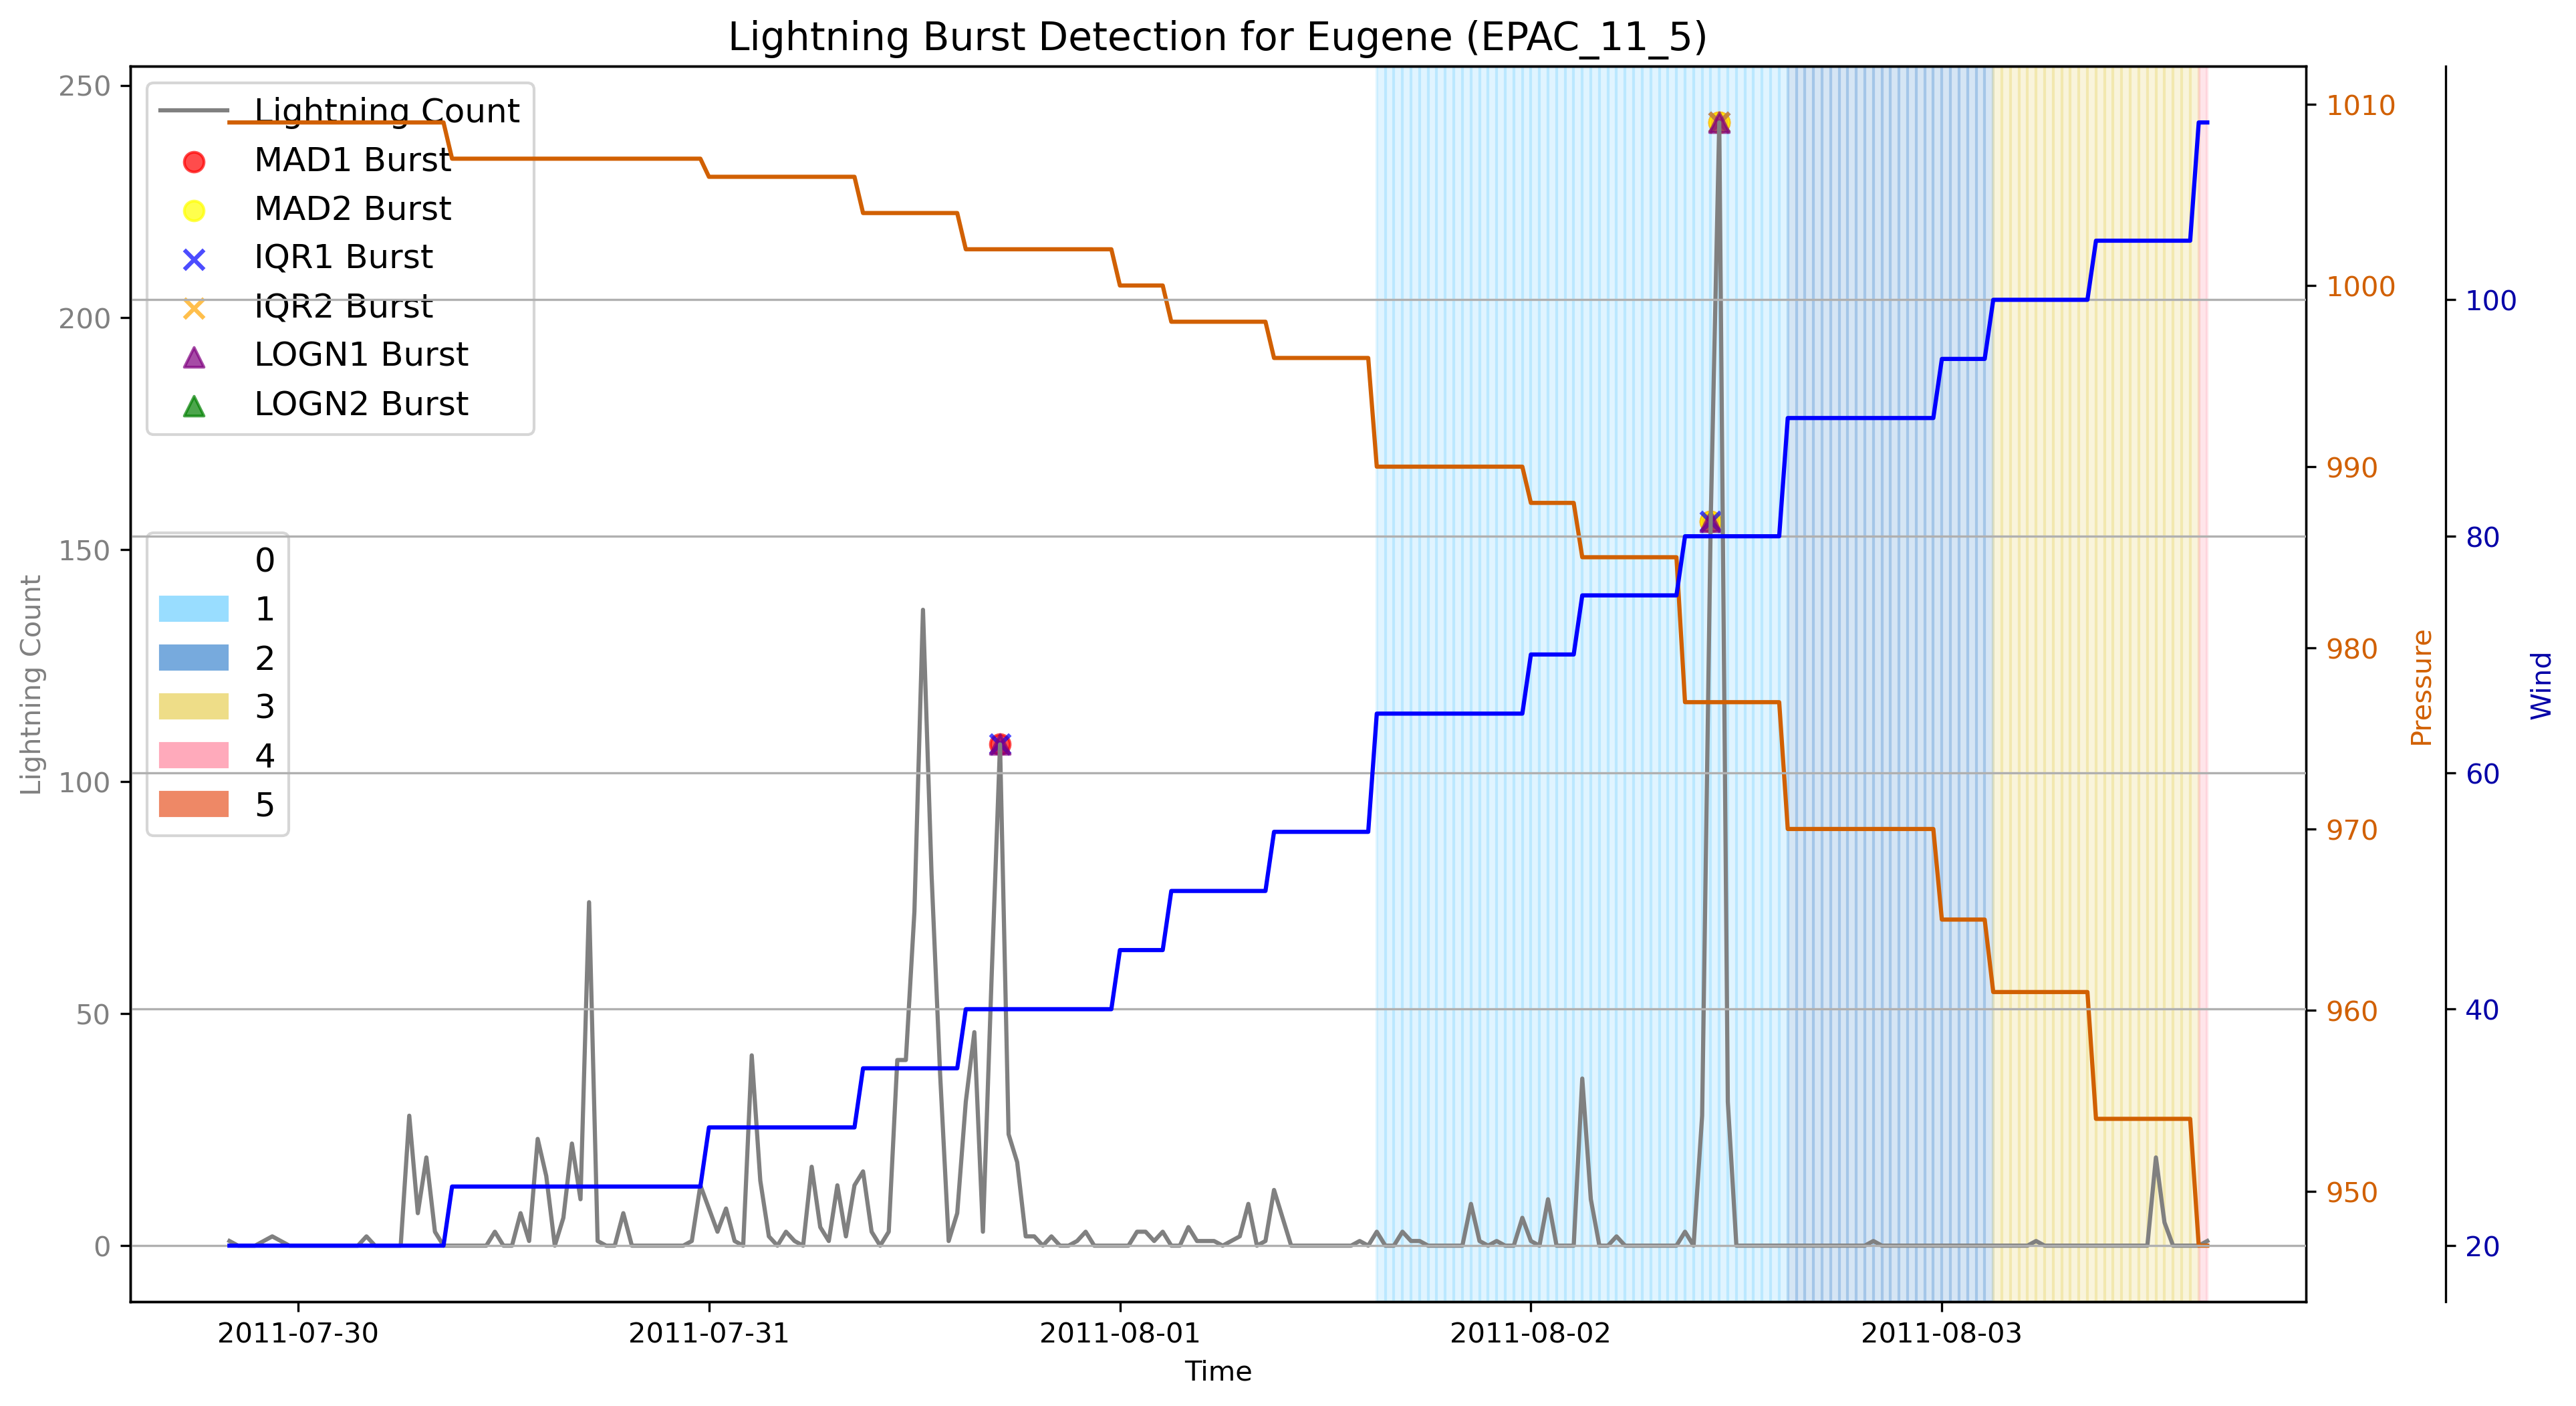 Lightning Burst Detection for Eugene (EPAC_11_5)
Lightning Count
MAD1 Burst
MAD2 Burst
IQR1 Burst
IQR2 Burst
LOGN1 Burst
LOGN2 Burst
0
1
2
3
4
5
250
200
150
100
50
0
Lightning Count
1010
1000
990
980
970
960
950
Pressure
100
80
60
40
20
Wind
2011-07-30
2011-07-31
2011-08-01
2011-08-02
2011-08-03
Time